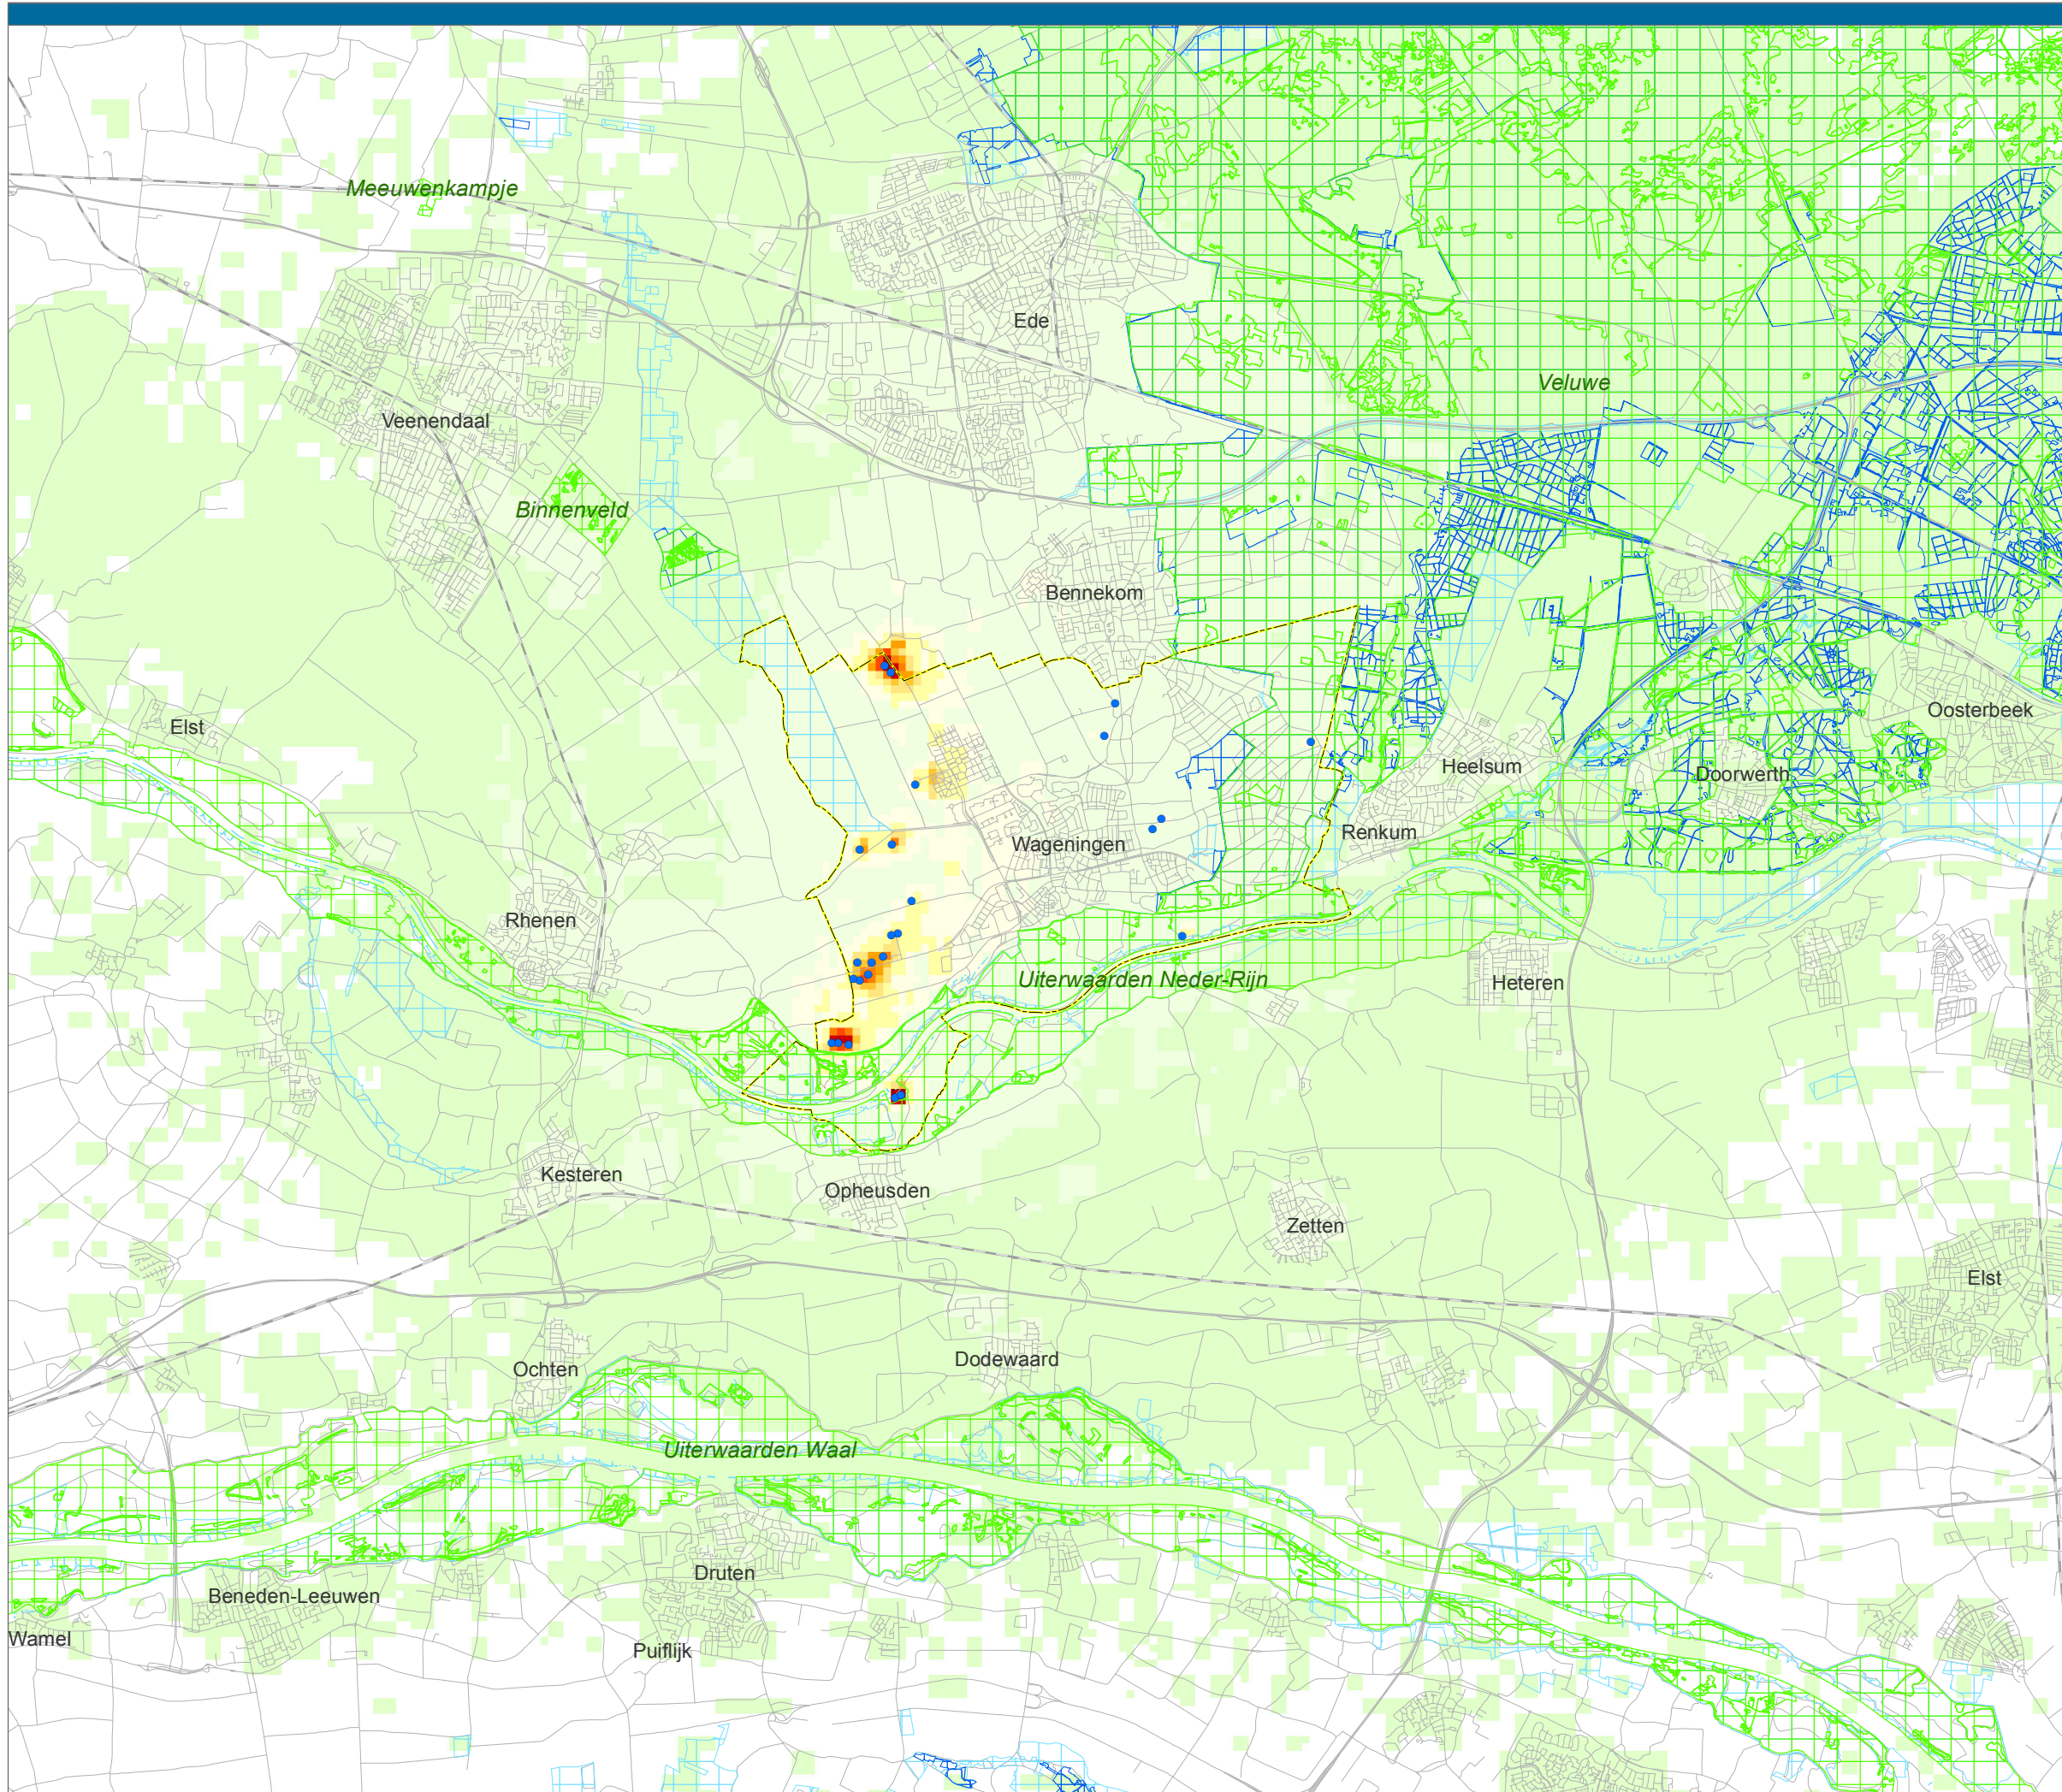 Meeuwenkampje
Ede
Veluwe
Veenendaal
Binnenveld
Bennekom
Oosterbeek
Elst
Heelsum
Doorwerth
Renkum
Wageningen
Rhenen
Uiterwaarden Neder-Rijn
Heteren
Kesteren
Opheusden
Zetten
Elst
Dodewaard
Ochten
Uiterwaarden Waal
Druten
Beneden-Leeuwen
Wamel
Puiflijk